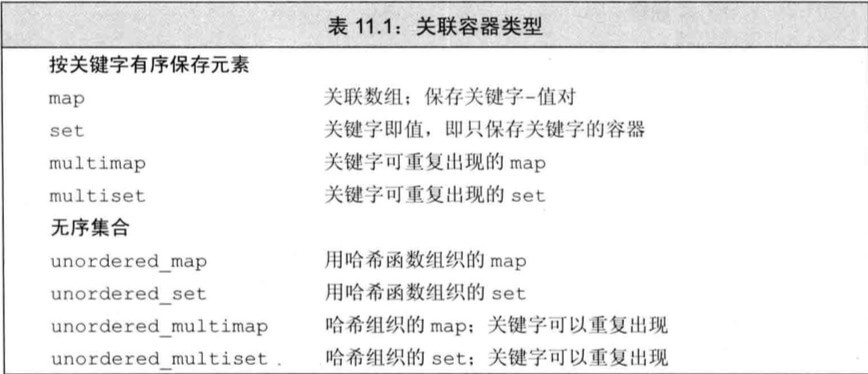 表 11.1：关联容器类型
按关键字有序保存元素
map 关联数组；保存关键字-值对
set 关键字即值，即只保存关键字的容器
multimap 关键字可重复出现的 map
multiset 关键字可重复出现的 set
无序集合
unordered_map 用哈希函数组织的 map
unordered_set 用哈希函数组织的 set
unordered_multimap 哈希组织的 map；关键字可以重复出现
unordered_multiset 哈希组织的 set；关键字可以重复出现